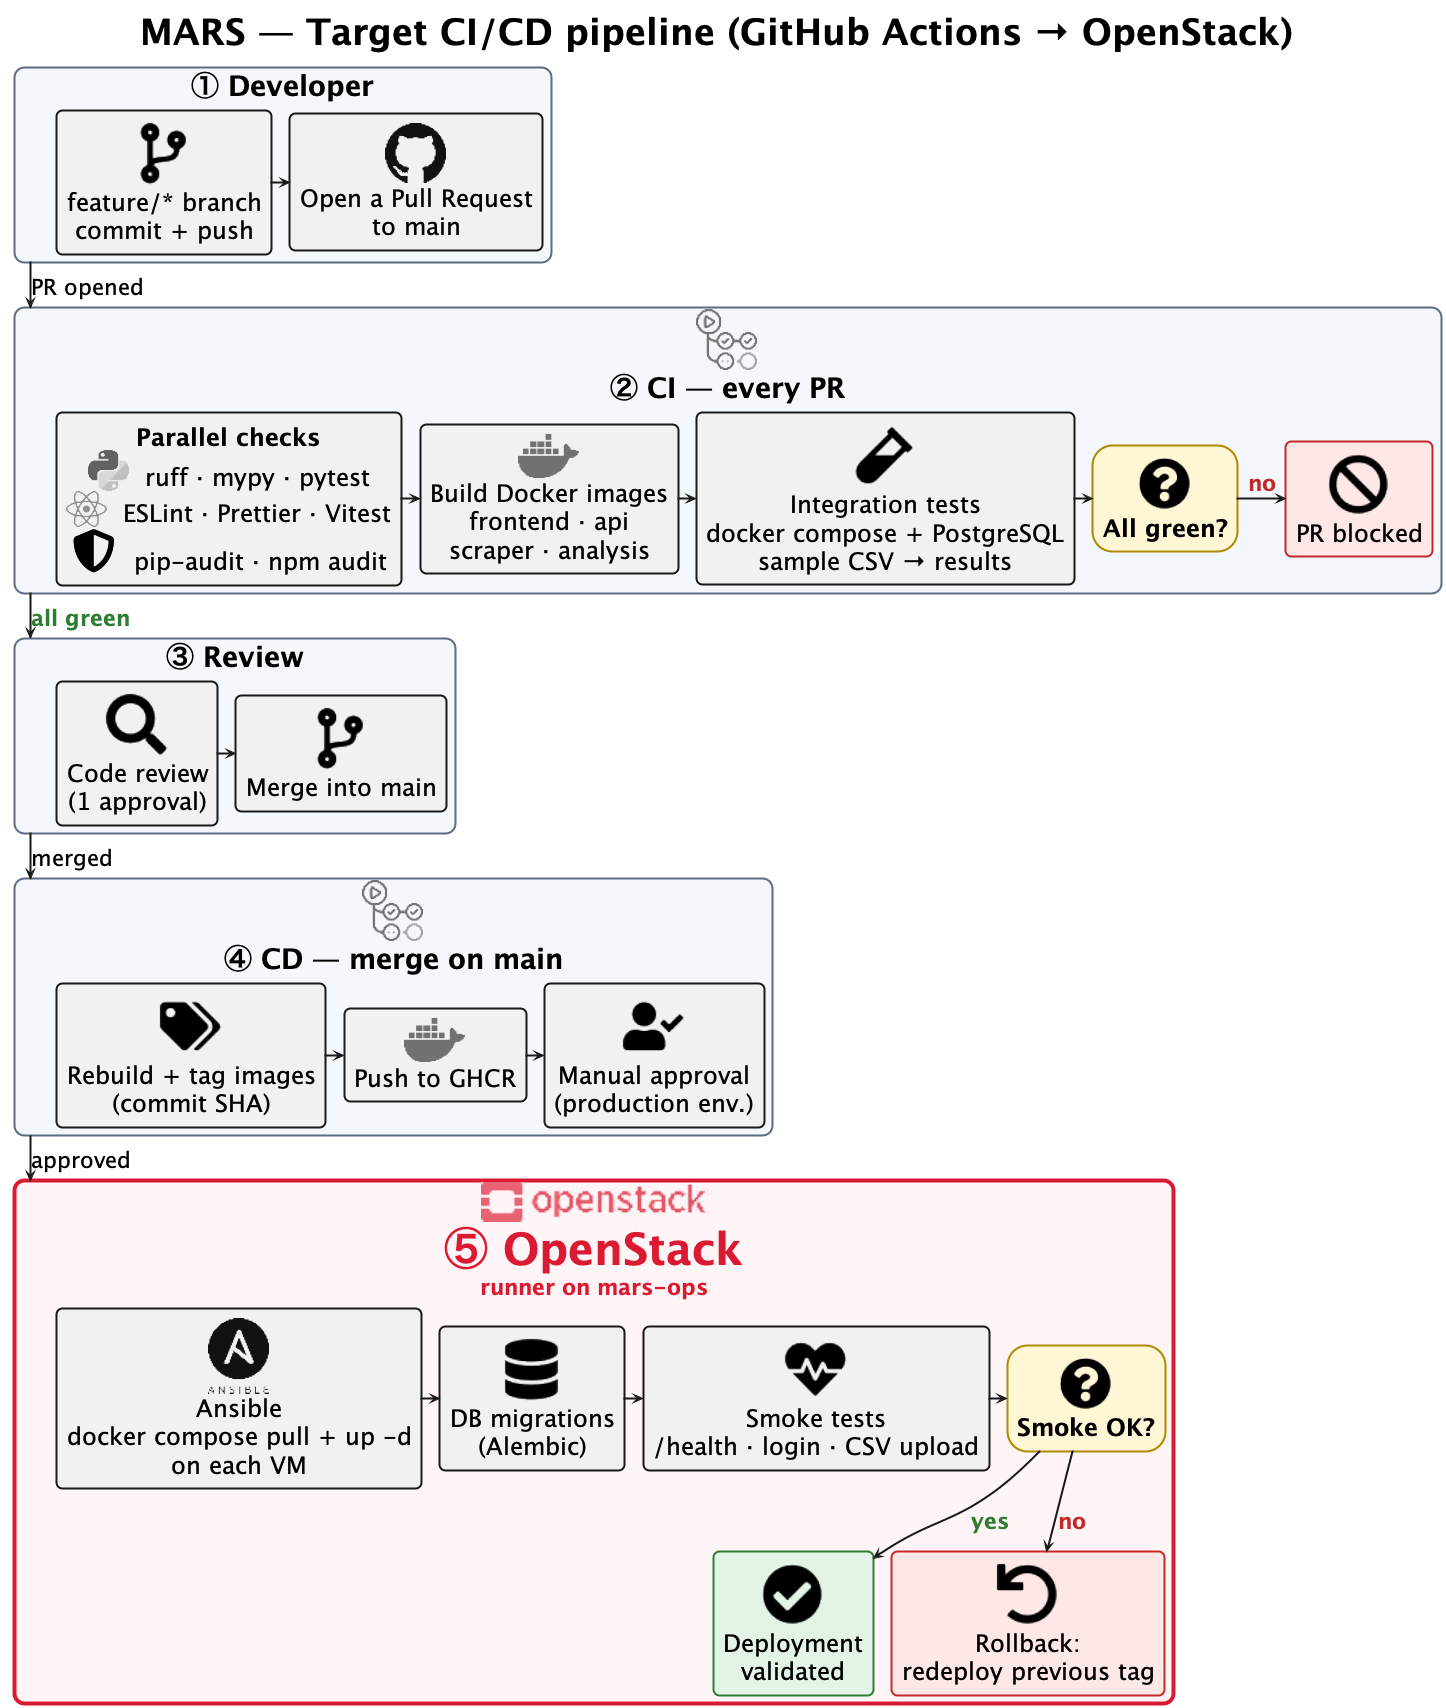 MARS — Target CI/CD pipeline (GitHub Actions → OpenStack)
① Developer
feature/* branch
commit + push
Open a Pull Request
to main
PR opened
② CI — every PR
Parallel checks
ruff · mypy · pytest
ESLint · Prettier · Vitest
pip-audit · npm audit
Build Docker images
frontend · api
scraper · analysis
Integration tests
docker compose + PostgreSQL
sample CSV → results
All green?
no
PR blocked
all green
③ Review
Code review
(1 approval)
Merge into main
merged
④ CD — merge on main
Rebuild + tag images
(commit SHA)
Push to GHCR
Manual approval
(production env.)
approved
openstack
⑤ OpenStack
runner on mars-ops
ANSIBLE
Ansible
docker compose pull + up -d
on each VM
DB migrations
(Alembic)
Smoke tests
/health · login · CSV upload
Smoke OK?
yes
no
Deployment
validated
Rollback:
redeploy previous tag